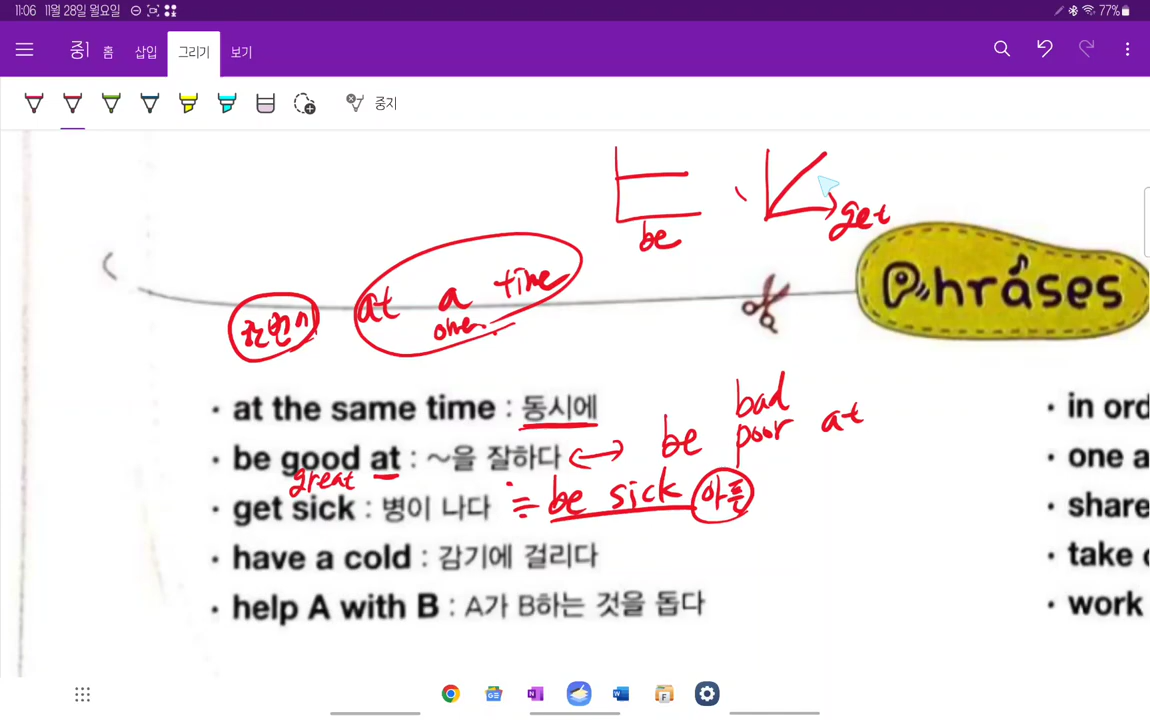 11:06 11월 28일 월요일
77%
중1 홈 삽입 그리기 보기
중지
be
get
Phrases
at a time
one
한번에
· at the same time : 동시에
bad
· be good at : ~을 잘하다 ↔ be poor at
great
· get sick : 병이 나다 ≒ be sick 아픈
· have a cold : 감기에 걸리다
· help A with B : A가 B하는 것을 돕다
· in ord
· one a
· share
· take
· work